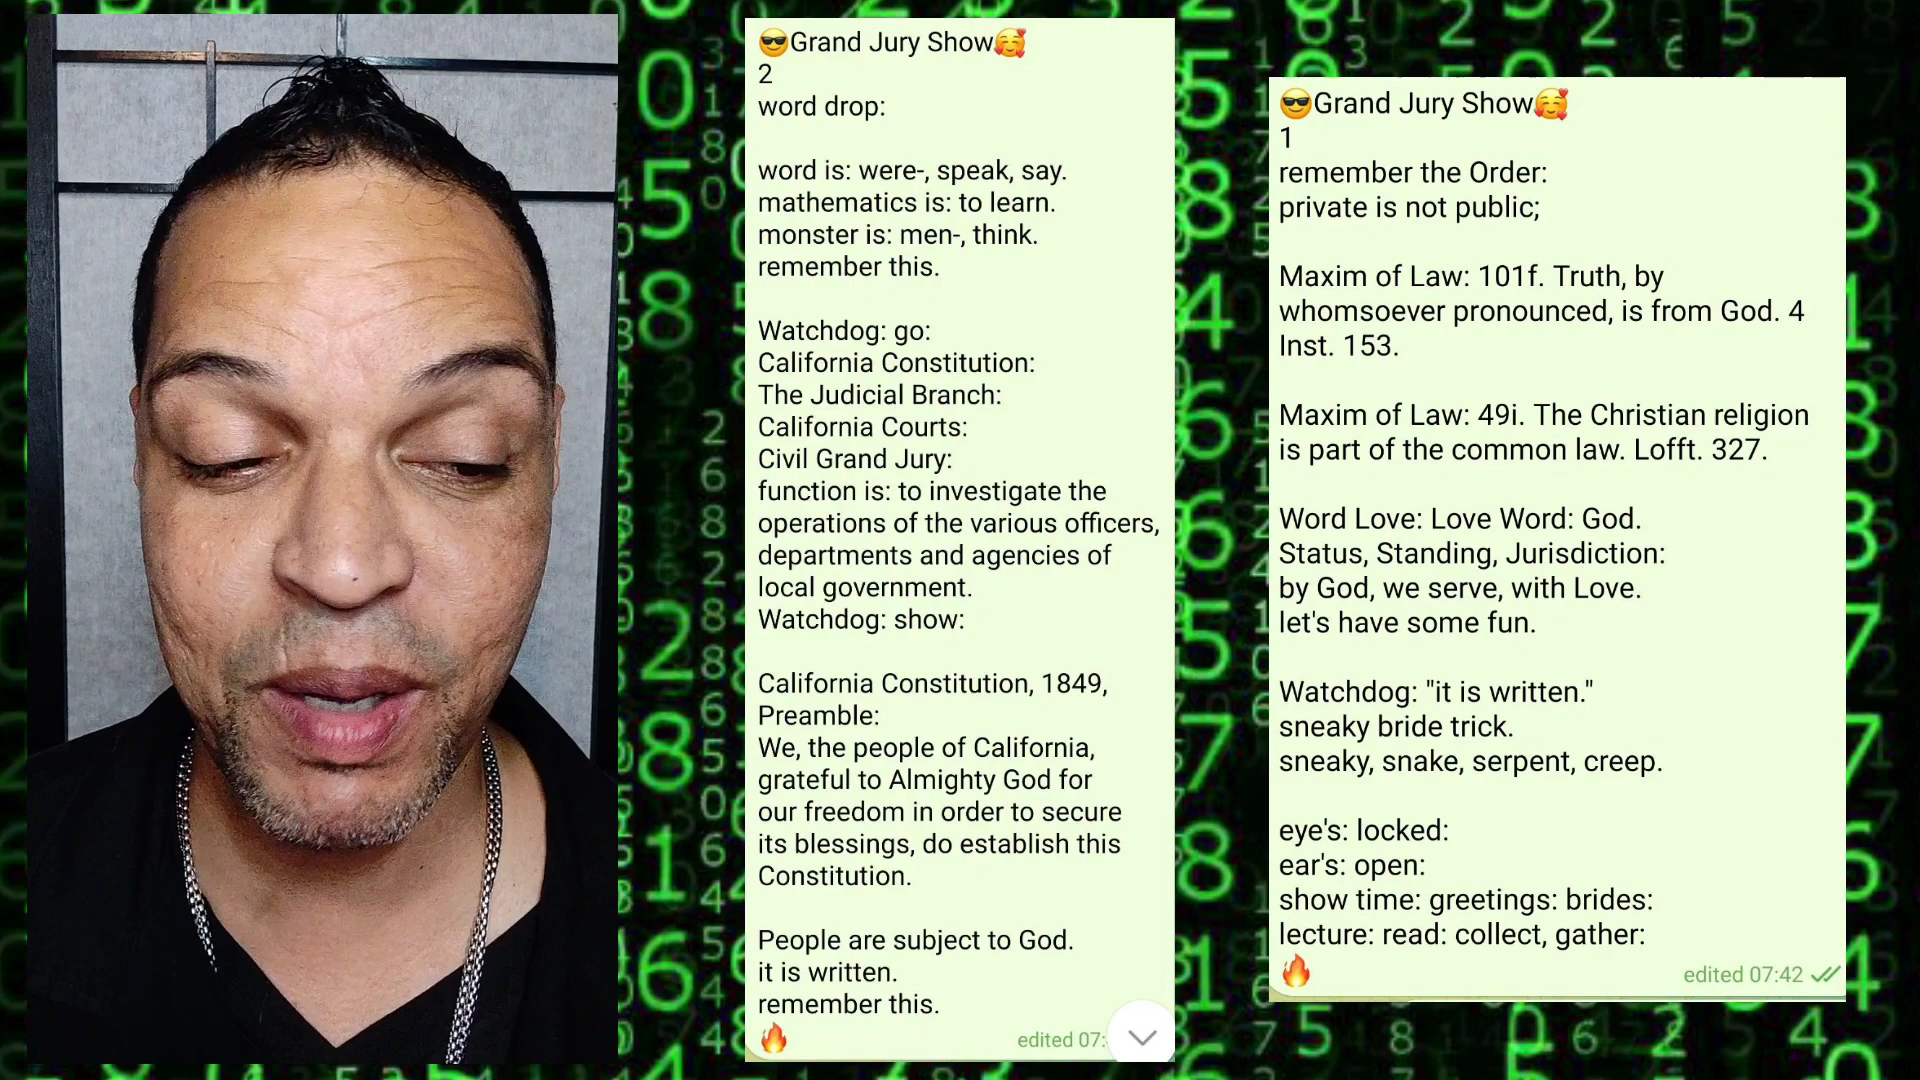 😎Grand Jury Show🥰
2
word drop:
word is: were-, speak, say.
mathematics is: to learn.
monster is: men-, think.
remember this.
Watchdog: go:
California Constitution:
The Judicial Branch:
California Courts:
Civil Grand Jury:
function is: to investigate the
operations of the various officers,
departments and agencies of
local government.
Watchdog: show:
California Constitution, 1849,
Preamble:
We, the people of California,
grateful to Almighty God for
our freedom in order to secure
its blessings, do establish this
Constitution.
People are subject to God.
it is written.
remember this.
🔥
edited 07:
😎Grand Jury Show🥰
1
remember the Order:
private is not public;
Maxim of Law: 101f. Truth, by
whomsoever pronounced, is from God. 4
Inst. 153.
Maxim of Law: 49i. The Christian religion
is part of the common law. Lofft. 327.
Word Love: Love Word: God.
Status, Standing, Jurisdiction:
by God, we serve, with Love.
let's have some fun.
Watchdog: "it is written."
sneaky bride trick.
sneaky, snake, serpent, creep.
eye's: locked:
ear's: open:
show time: greetings: brides:
lecture: read: collect, gather:
🔥
edited 07:42